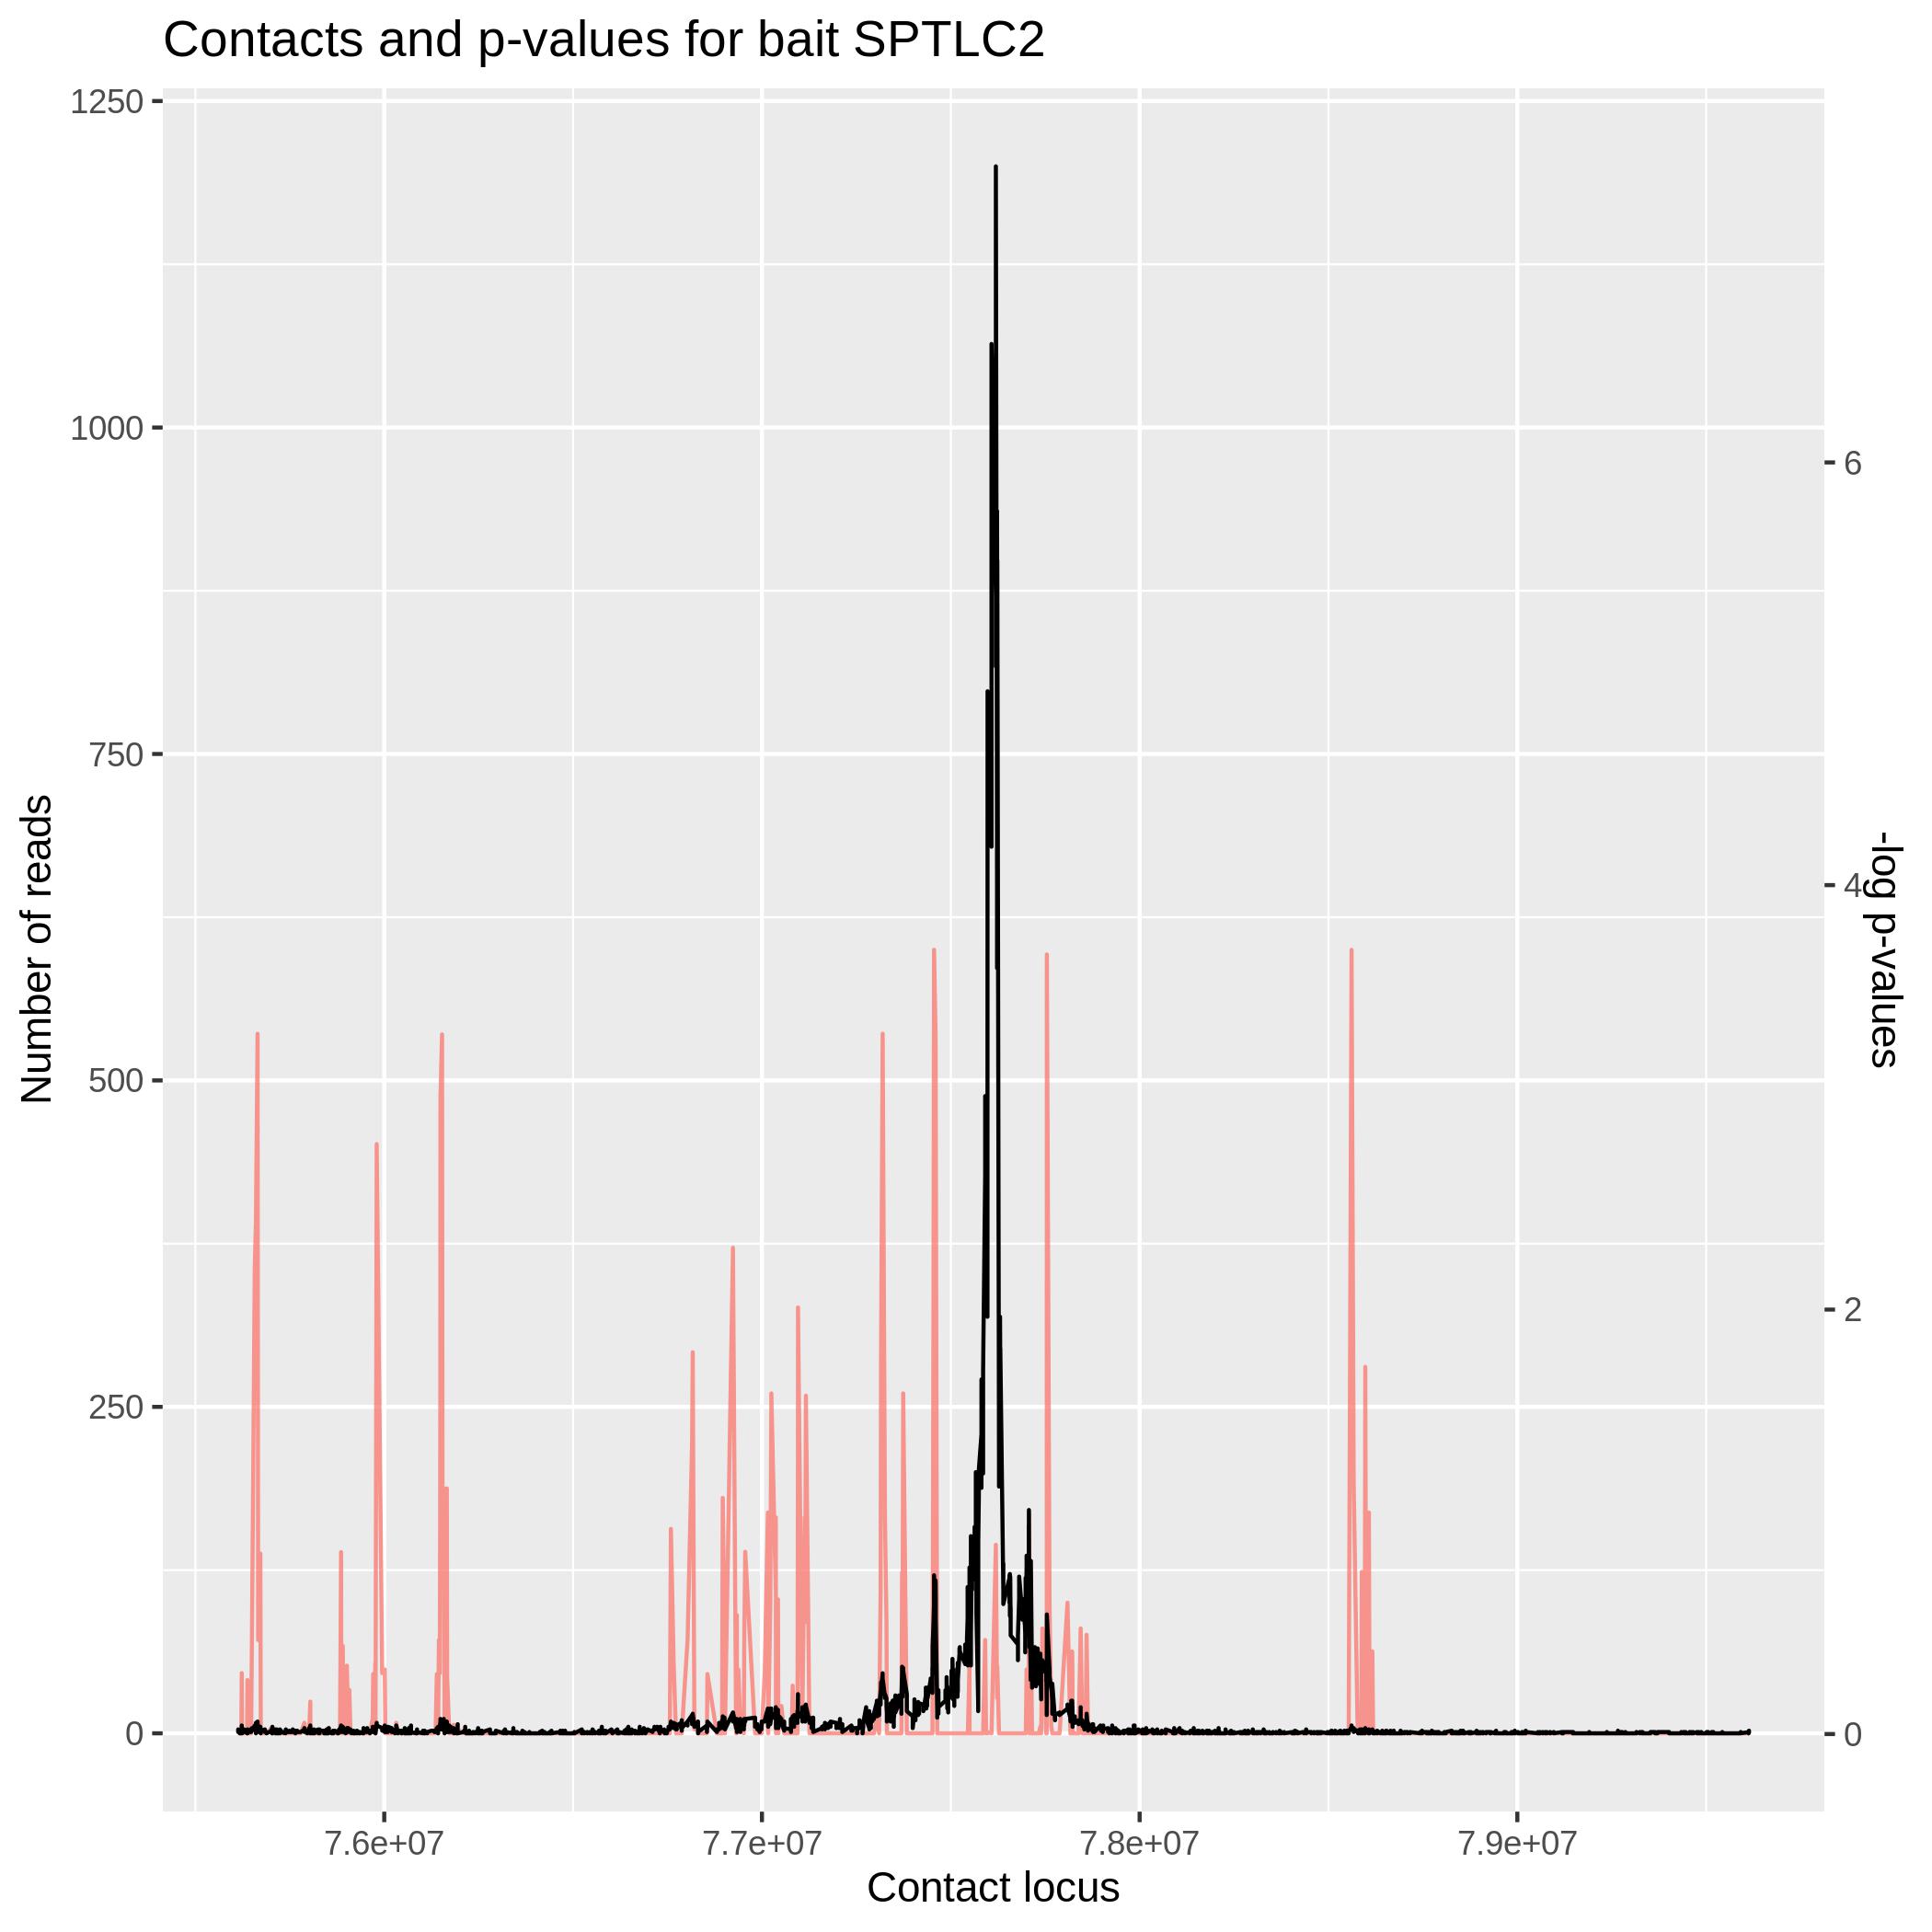 Contacts and p-values for bait SPTLC2
1250
1000
750
500
250
0
Number of reads
6
4
2
0
-log p-values
7.6e+07
7.7e+07
7.8e+07
7.9e+07
Contact locus